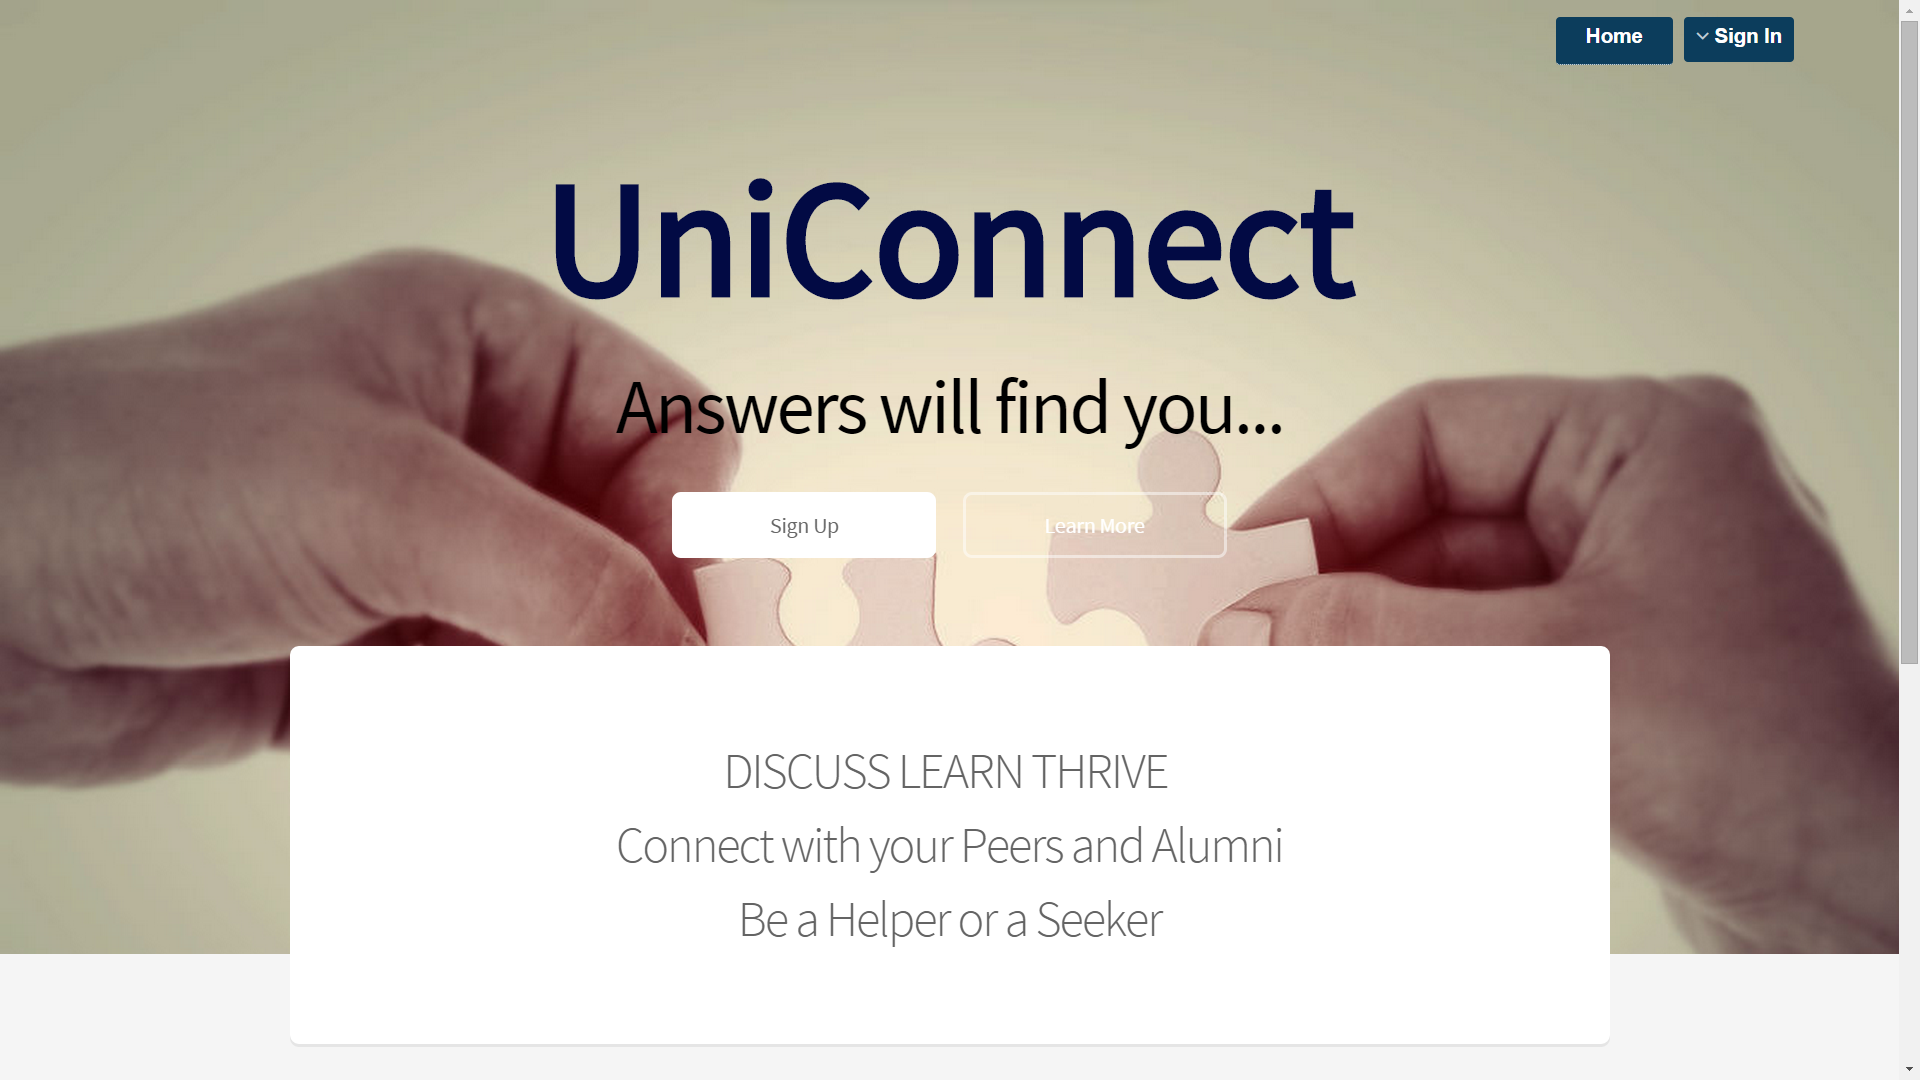 Home
Sign In
UniConnect
Answers will find you...
Sign Up
Learn More
DISCUSS LEARN THRIVE
Connect with your Peers and Alumni
Be a Helper or a Seeker